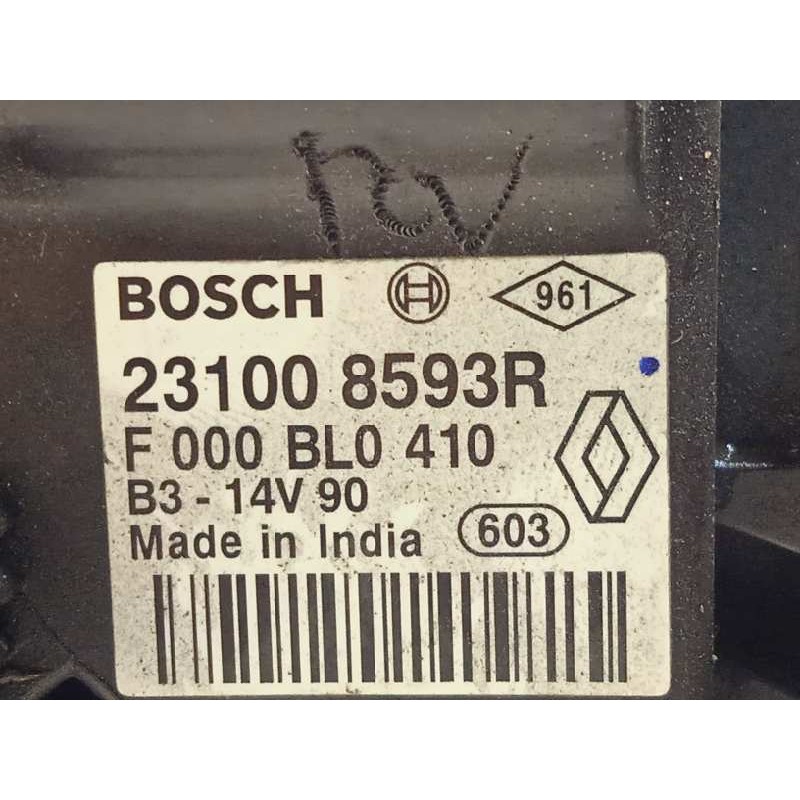 BOSCH 961
23100 8593R
F 000 BL0 410
B3 - 14V 90
Made in India 603